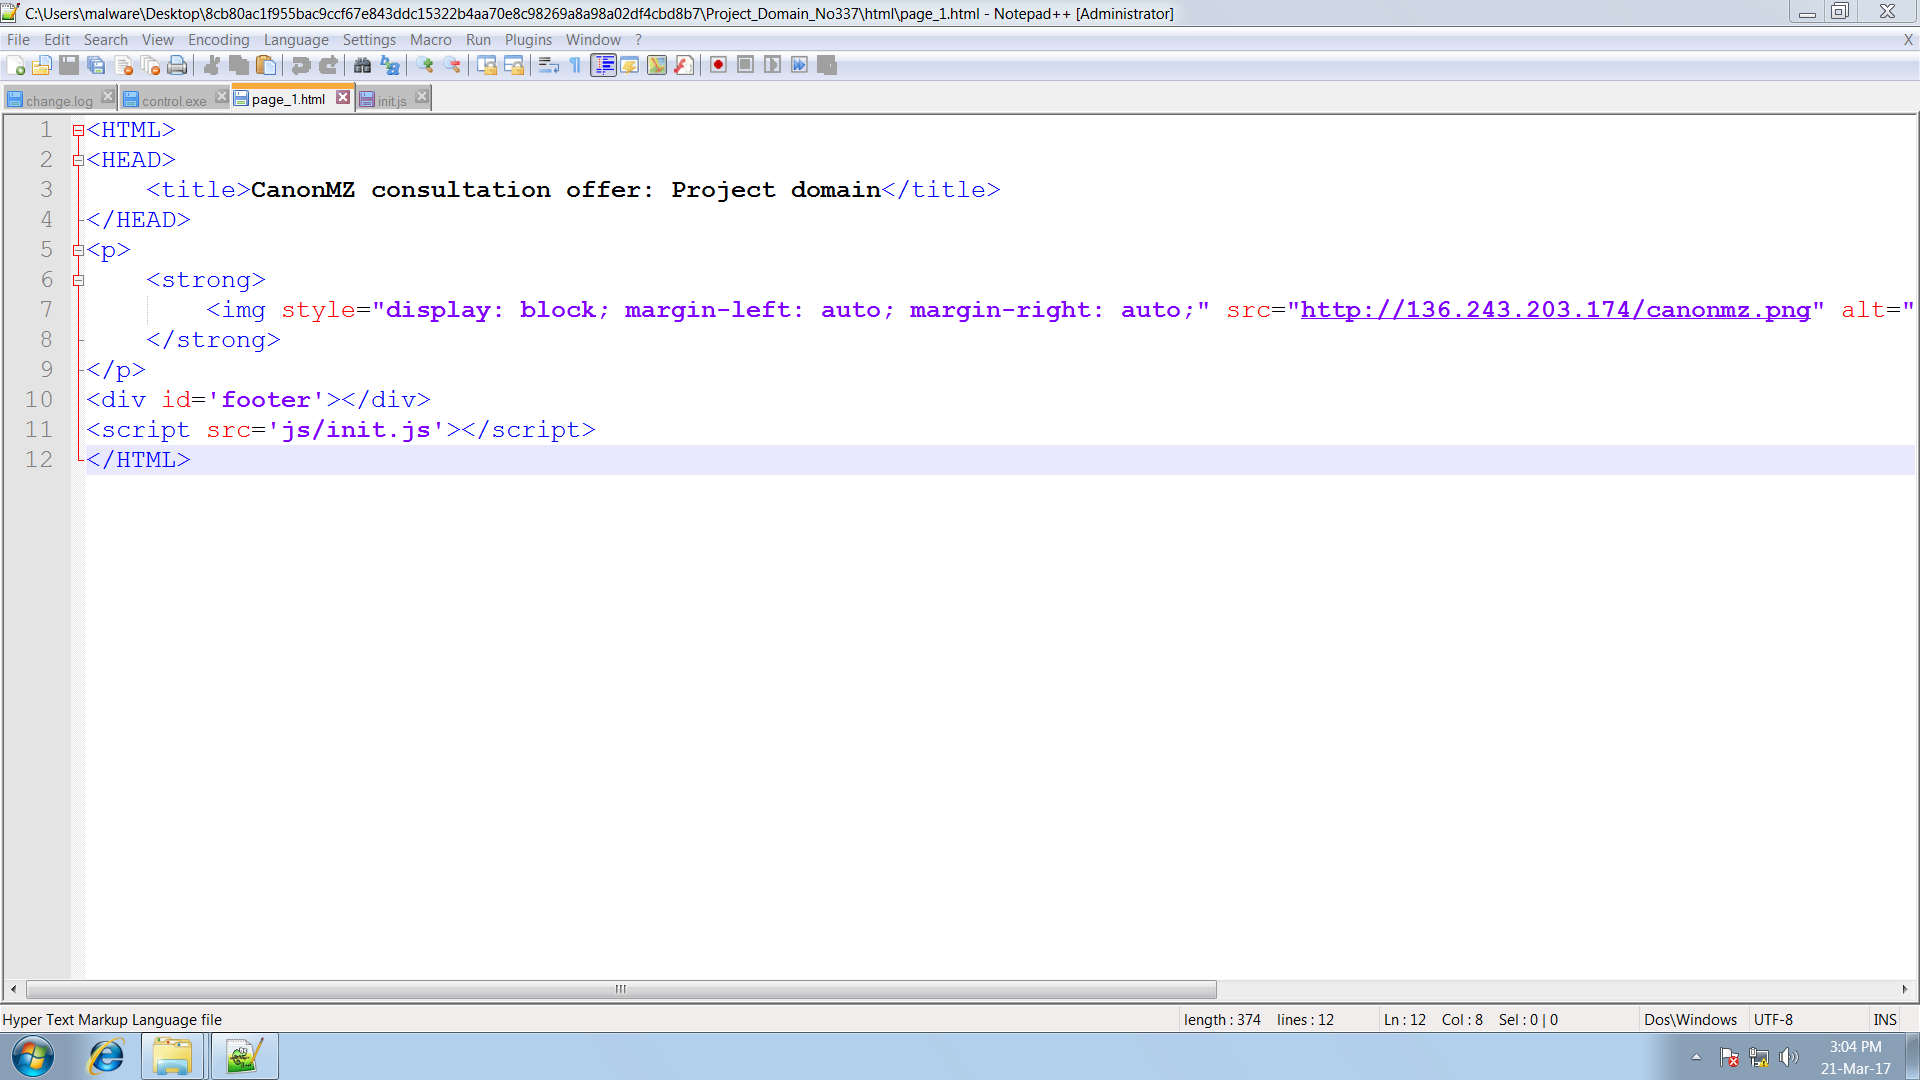 C:\Users\malware\Desktop\8cb80ac1f955bac9ccf67e843ddc15322b4aa70e8c98269a8a98a02df4cbd8b7\Project_Domain_No337\html\page_1.html - Notepad++ [Administrator]
File Edit Search View Encoding Language Settings Macro Run Plugins Window ? X
change.log control.exe page_1.html init.js
1 <HTML>
2 <HEAD>
3 <title>CanonMZ consultation offer: Project domain</title>
4 </HEAD>
5 <p>
6 <strong>
7 <img style="display: block; margin-left: auto; margin-right: auto;" src="http://136.243.203.174/canonmz.png" alt="
8 </strong>
9 </p>
10 <div id='footer'></div>
11 <script src='js/init.js'></script>
12 </HTML>
Hyper Text Markup Language file length : 374 lines : 12 Ln : 12 Col : 8 Sel : 0 | 0 Dos\Windows UTF-8 INS
3:04 PM
21-Mar-17